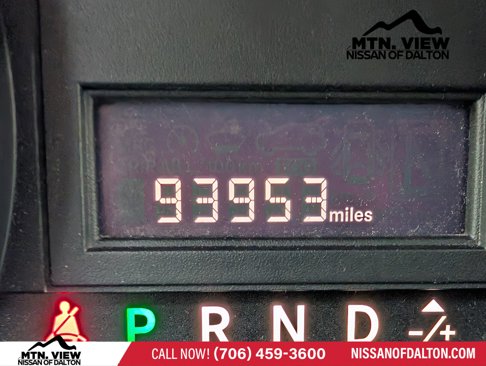 MTN. VIEW
NISSAN OF DALTON
93953 miles
P R N D -/+
MTN. VIEW
NISSAN OF DALTON
CALL NOW! (706) 459-3600
NISSANOFDALTON.COM